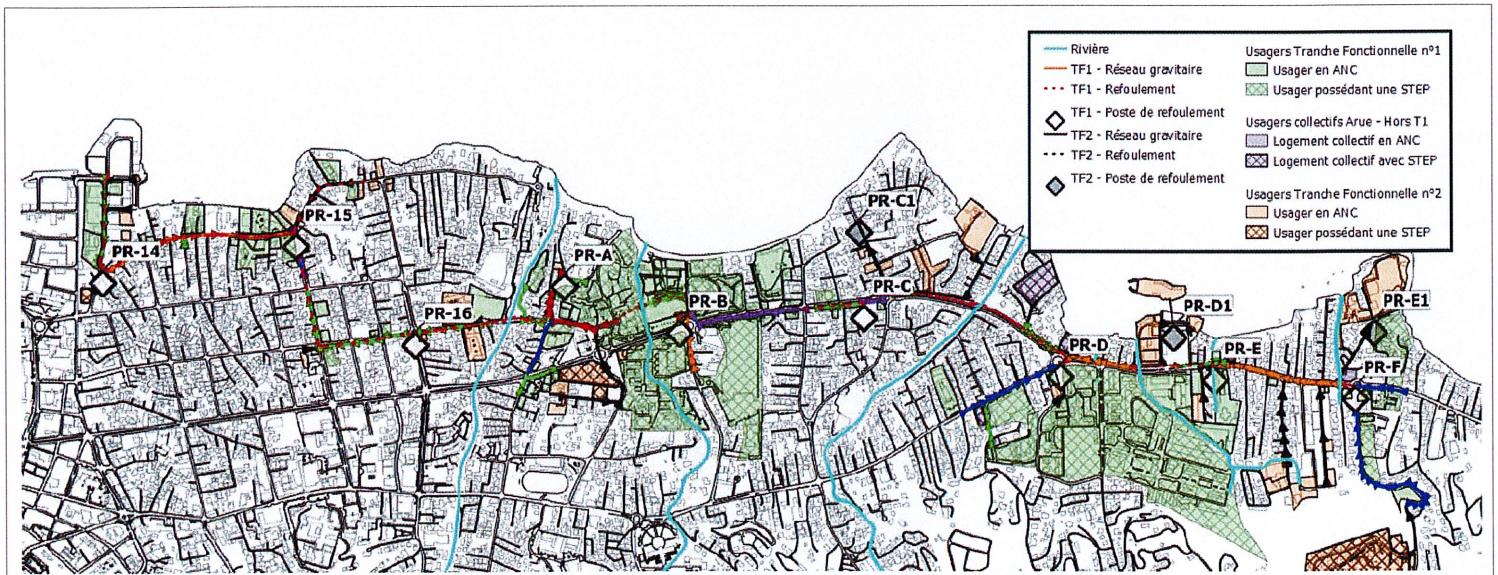 Rivière
TF1 - Réseau gravitaire
TF1 - Refoulement
TF1 - Poste de refoulement
TF2 - Réseau gravitaire
TF2 - Refoulement
TF2 - Poste de refoulement
Usagers Tranche Fonctionnelle n°1
Usager en ANC
Usager possédant une STEP
Usagers collectifs Arue - Hors T1
Logement collectif en ANC
Logement collectif avec STEP
Usagers Tranche Fonctionnelle n°2
Usager en ANC
Usager possédant une STEP
PR-14
PR-15
PR-16
PR-A
PR-B
PR-C1
PR-C
PR-D
PR-D1
PR-E
PR-E1
PR-F